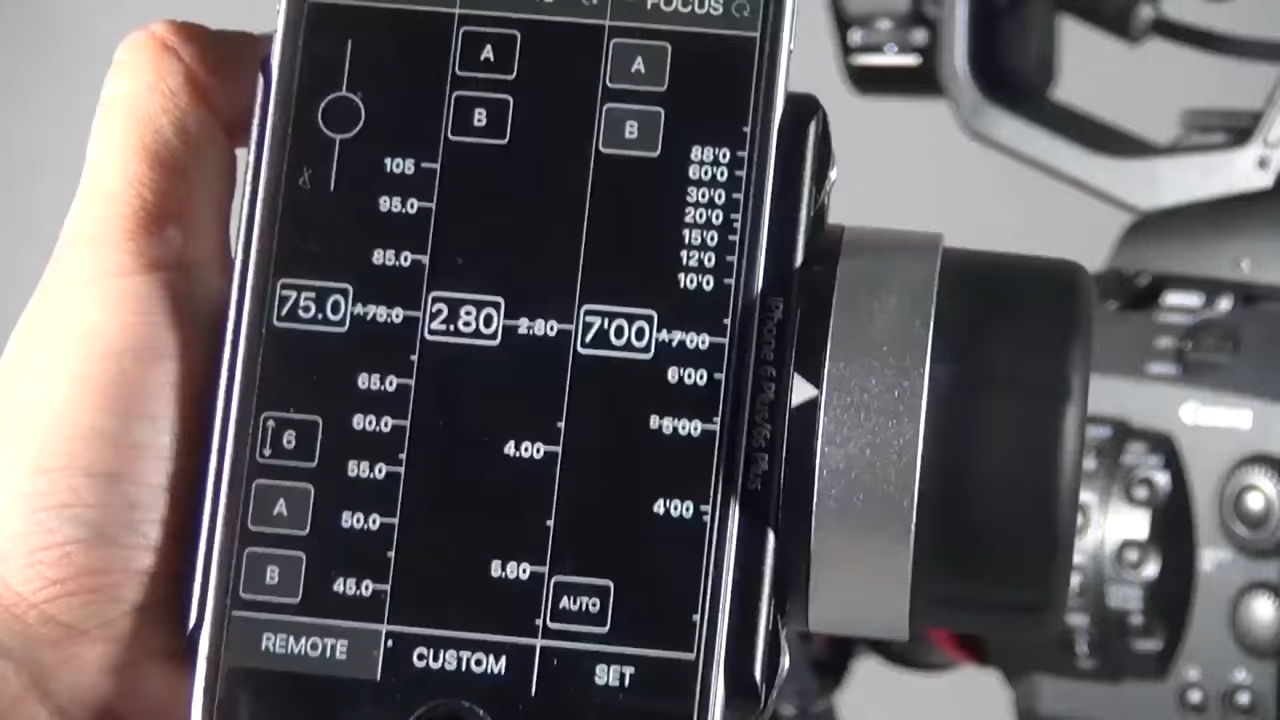 FOCUS
A
B
105
95.0
85.0
75.0
A 75.0
65.0
60.0
55.0
50.0
45.0
6
A
B
REMOTE
2.80
2.80
4.00
5.60
CUSTOM
A
B
88'0
60'0
30'0
20'0
15'0
12'0
10'0
7'00
A 7'00
6'00
B 5'00
4'00
AUTO
SET
iPhone 6 Plus/6s Plus
Canon